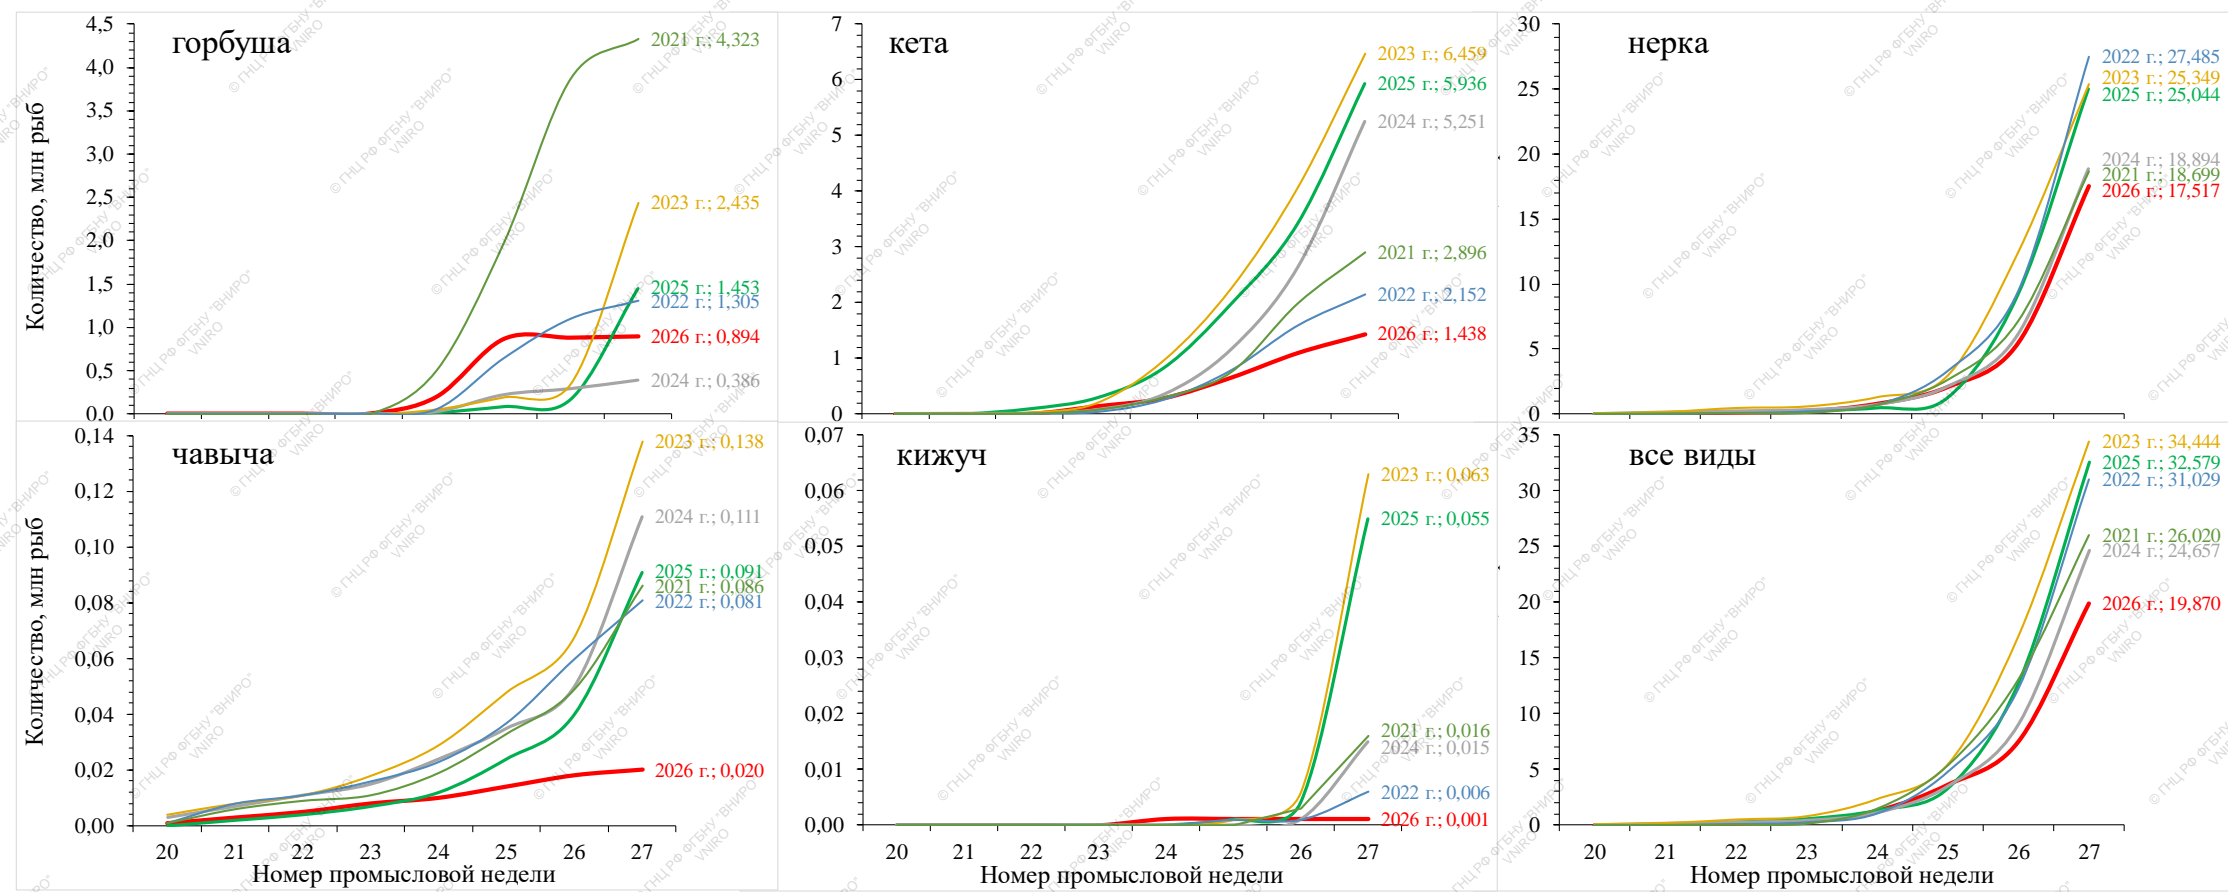 горбуша
Количество, млн рыб
4,5
4,0
3,5
3,0
2,5
2,0
1,5
1,0
0,5
0,0
2021 г.; 4,323
2023 г.; 2,435
2025 г.; 1,453
2022 г.; 1,305
2026 г.; 0,894
2024 г.; 0,386
кета
7
6
5
4
3
2
1
0
2023 г.; 6,459
2025 г.; 5,936
2024 г.; 5,251
2021 г.; 2,896
2022 г.; 2,152
2026 г.; 1,438
нерка
30
25
20
15
10
5
0
2022 г.; 27,485
2023 г.; 25,349
2025 г.; 25,044
2024 г.; 18,894
2021 г.; 18,699
2026 г.; 17,517
чавыча
Количество, млн рыб
0,14
0,12
0,10
0,08
0,06
0,04
0,02
0,00
2023 г.; 0,138
2024 г.; 0,111
2025 г.; 0,091
2021 г.; 0,086
2022 г.; 0,081
2026 г.; 0,020
20 21 22 23 24 25 26 27
Номер промысловой недели
кижуч
0,07
0,06
0,05
0,04
0,03
0,02
0,01
0,00
2023 г.; 0,063
2025 г.; 0,055
2021 г.; 0,016
2024 г.; 0,015
2022 г.; 0,006
2026 г.; 0,001
20 21 22 23 24 25 26 27
Номер промысловой недели
все виды
35
30
25
20
15
10
5
0
2023 г.; 34,444
2025 г.; 32,579
2022 г.; 31,029
2021 г.; 26,020
2024 г.; 24,657
2026 г.; 19,870
20 21 22 23 24 25 26 27
Номер промысловой недели
© ГНЦ РФ ФГБНУ "ВНИРО"
VNIRO